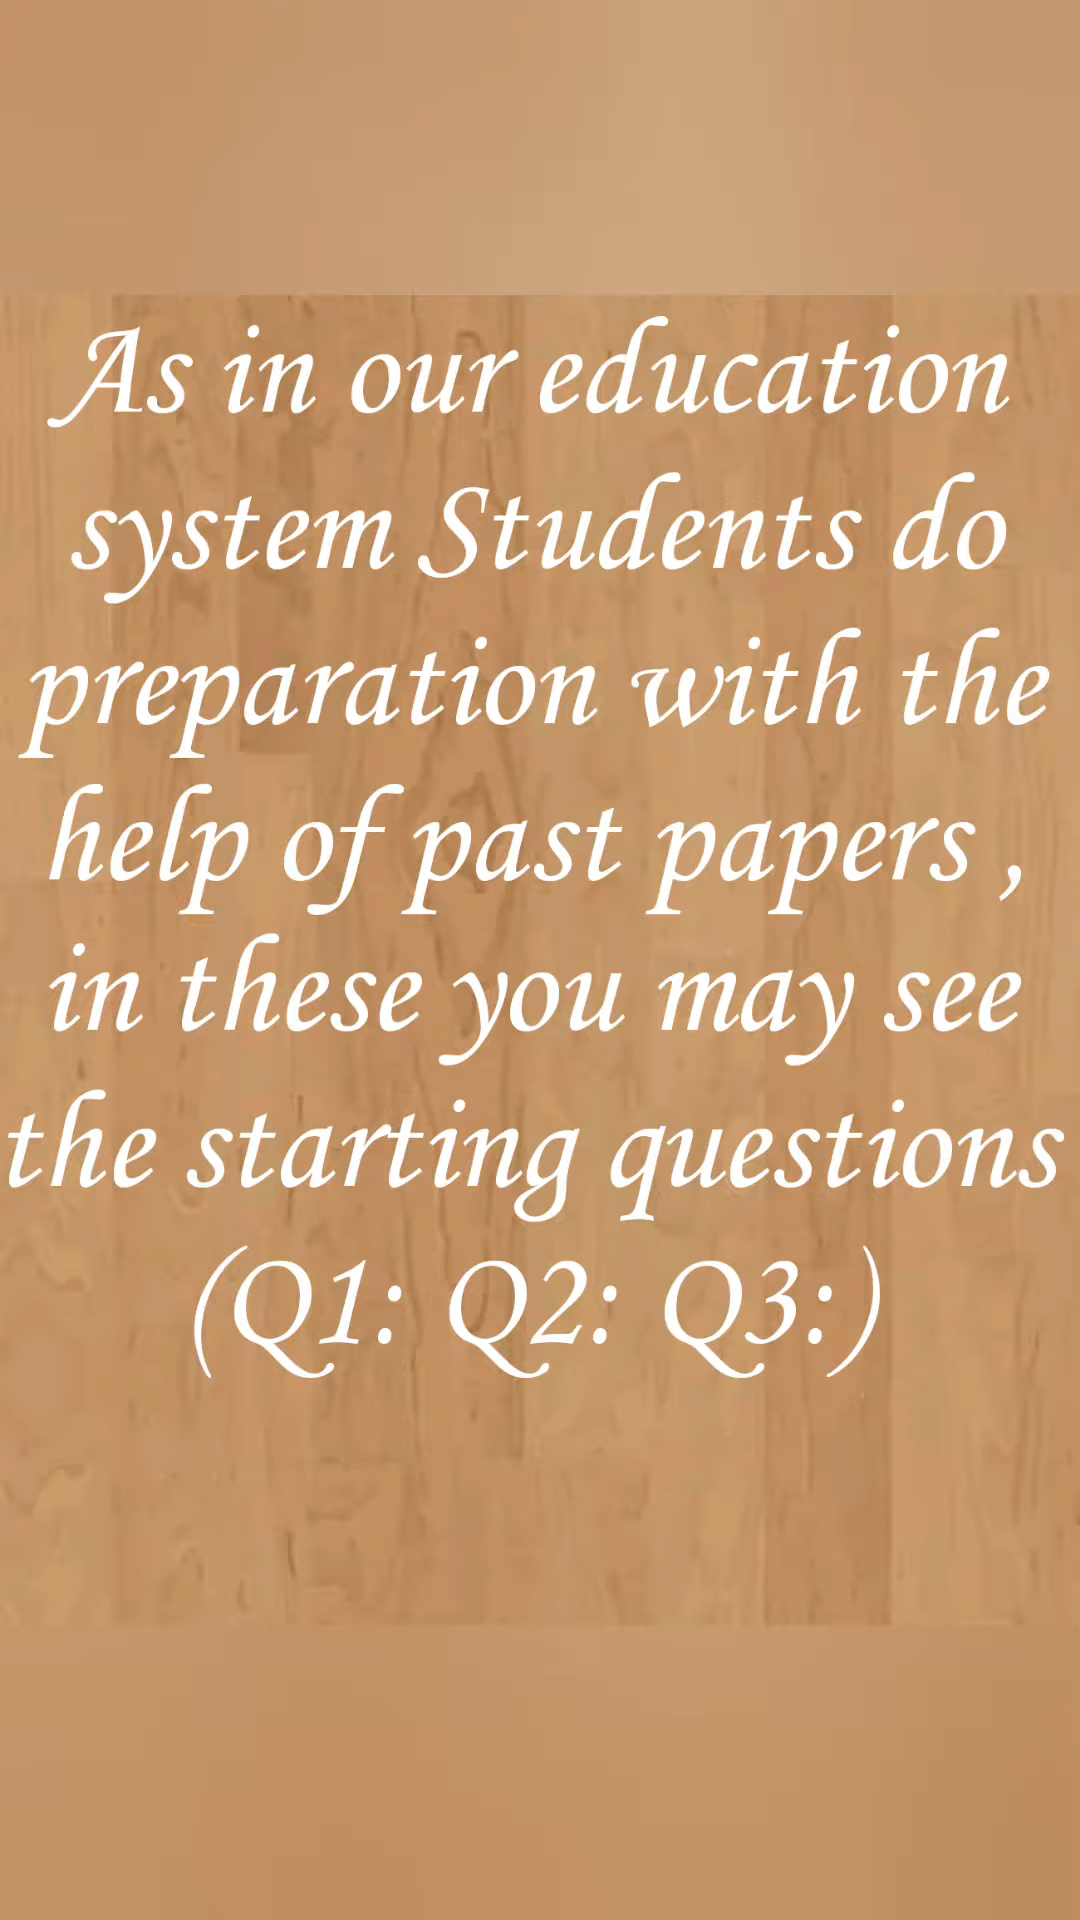 As in our education
system Students do
preparation with the
help of past papers ,
in these you may see
the starting questions
(Q1: Q2: Q3:)